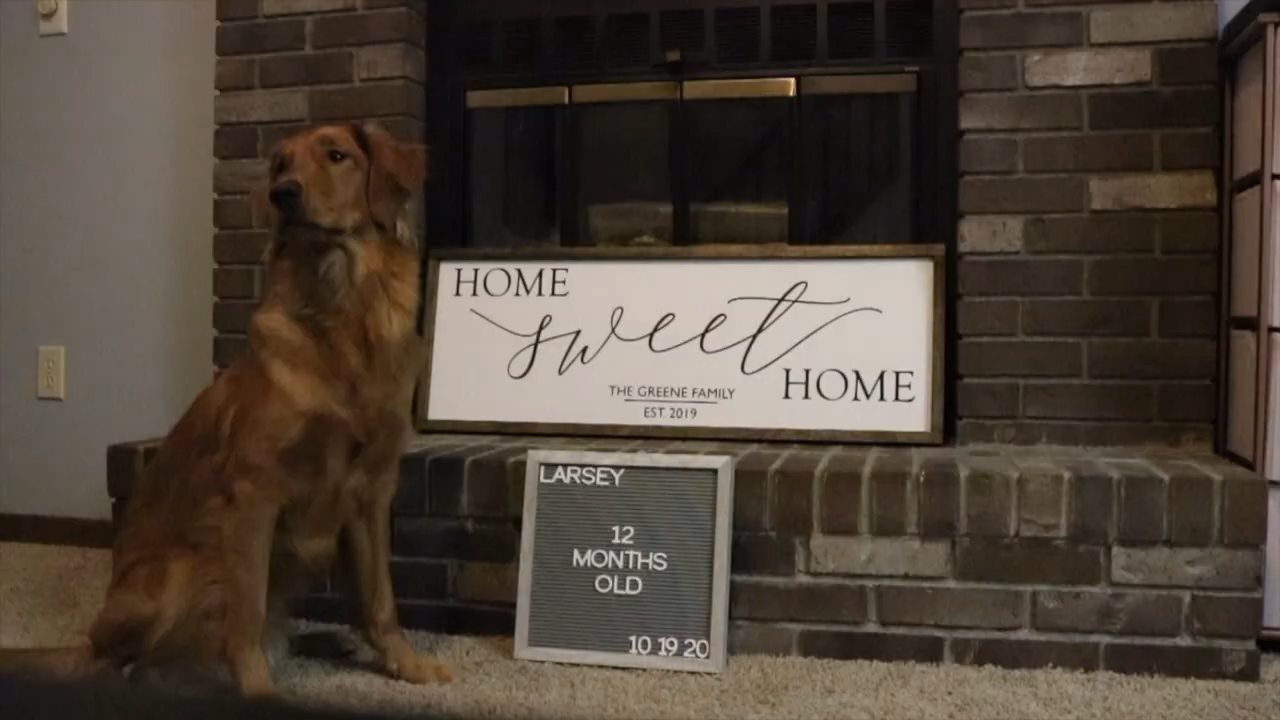 HOME
sweet
HOME
THE GREENE FAMILY
EST. 2019
LARSEY
12
MONTHS
OLD
10 19 20